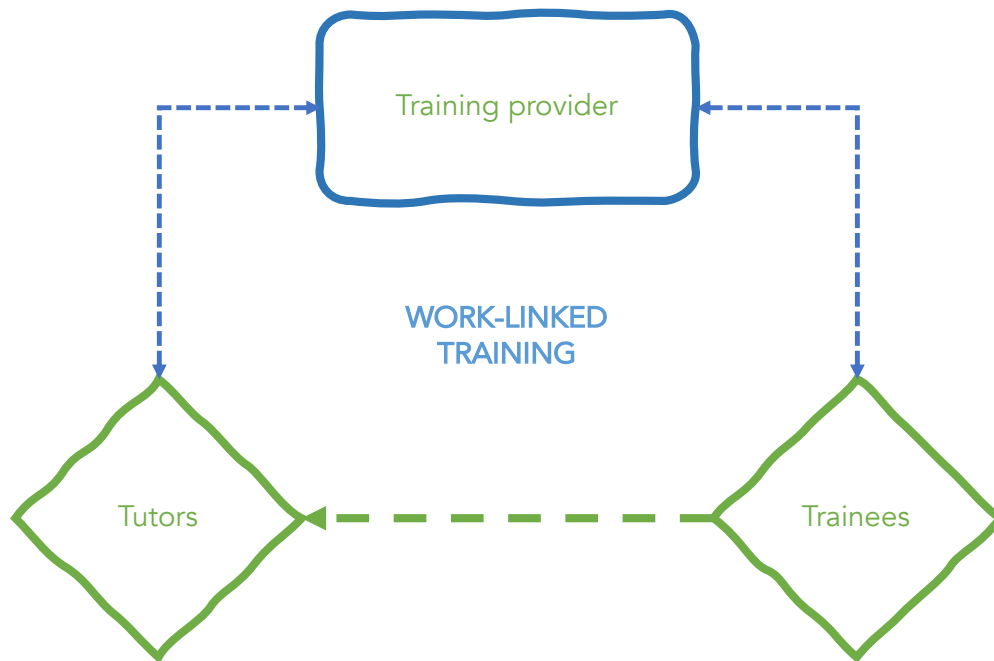 Training provider
WORK-LINKED
TRAINING
Tutors
Trainees